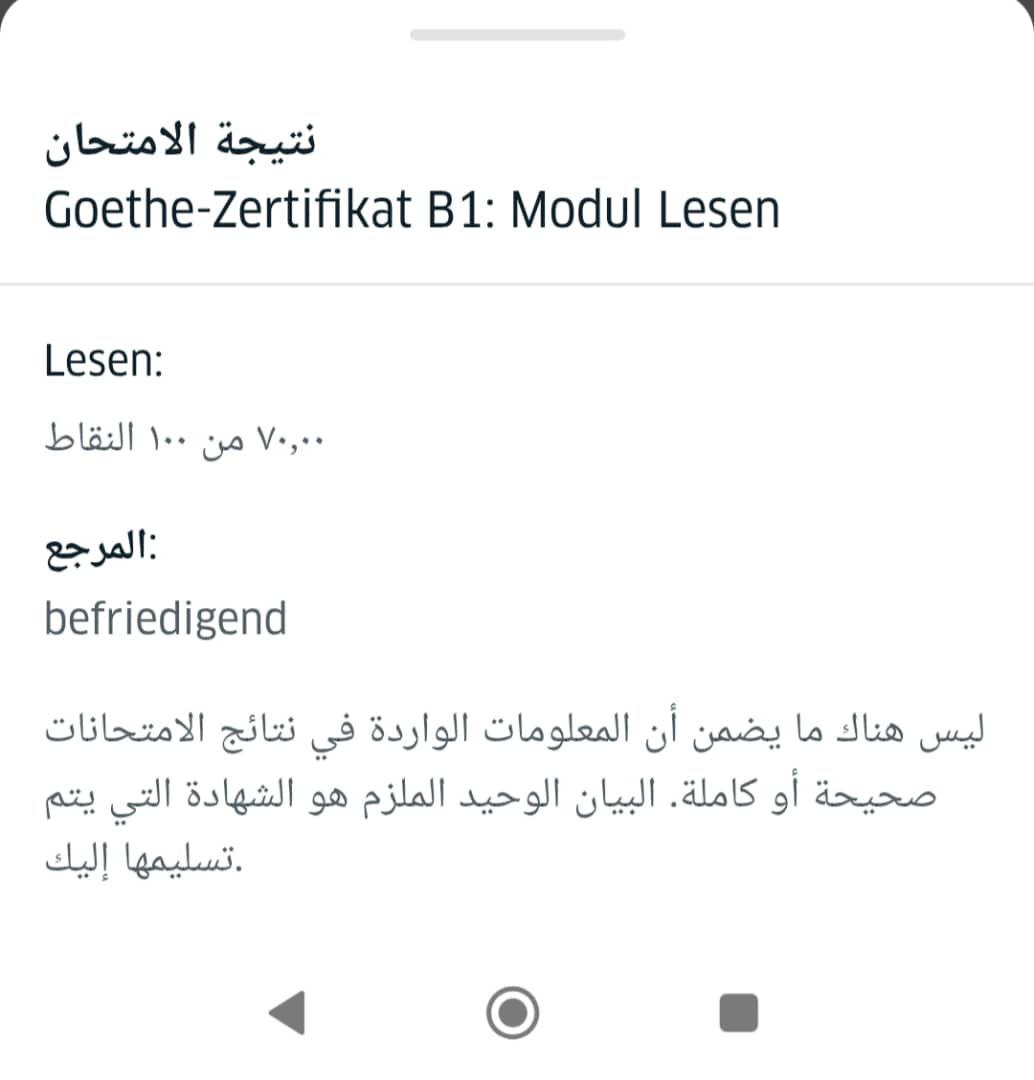 نتيجة الامتحان
Goethe-Zertifikat B1: Modul Lesen
Lesen:
٧٠,٠٠ من ١٠٠ النقاط
المرجع:
befriedigend
ليس هناك ما يضمن أن المعلومات الواردة في نتائج الامتحانات
صحيحة أو كاملة. البيان الوحيد الملزم هو الشهادة التي يتم
تسليمها إليك.